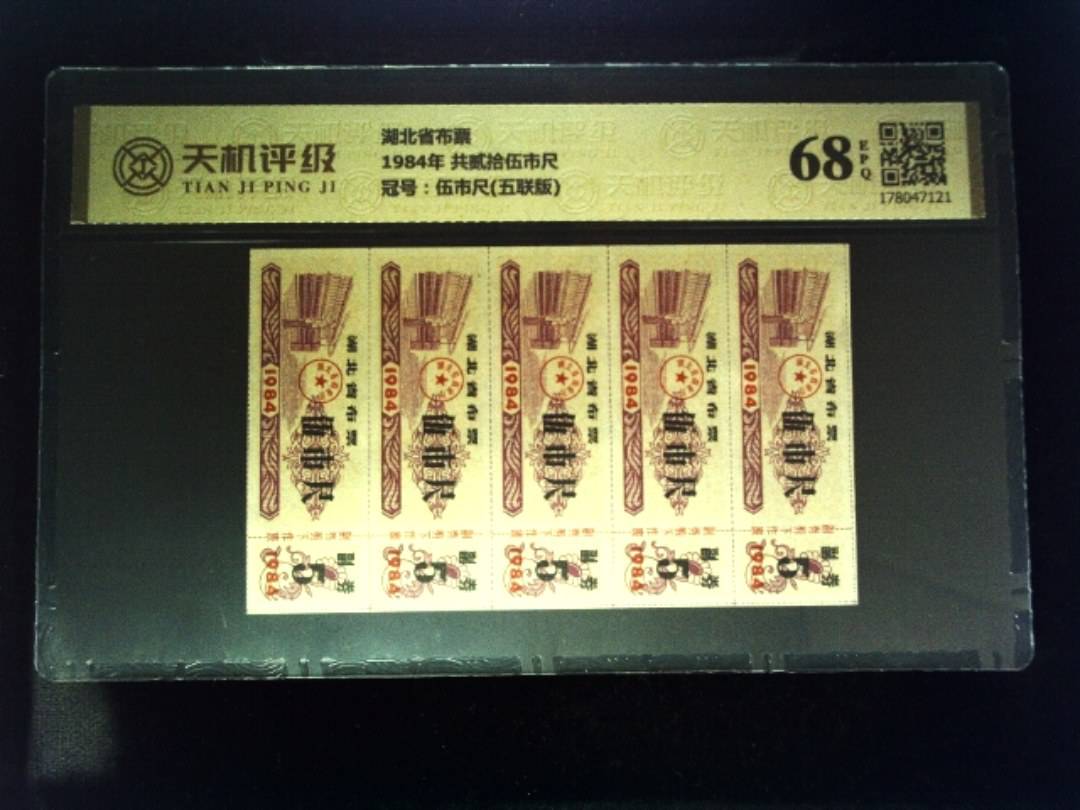 天机评级
TIAN JI PING JI
湖北省布票
1984年 共贰拾伍市尺
冠号：伍市尺(五联版)
68
EPQ
178047121
湖北省布票
1984
伍市尺
副券
5
1984
湖北省布票
1984
伍市尺
副券
5
1984
湖北省布票
1984
伍市尺
副券
5
1984
湖北省布票
1984
伍市尺
副券
5
1984
湖北省布票
1984
伍市尺
副券
5
1984